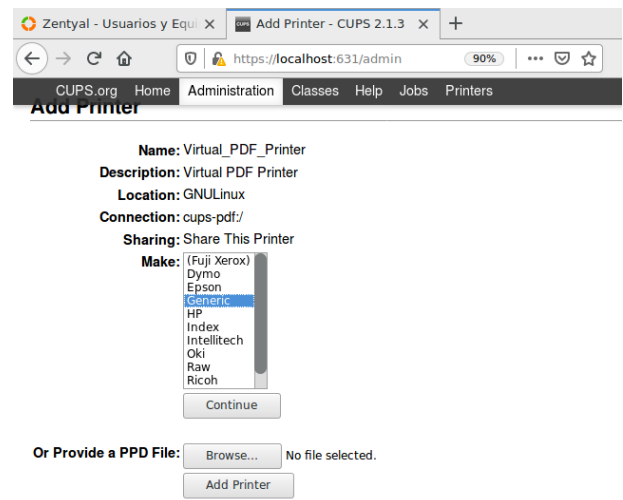 Zentyal - Usuarios y Equi
Add Printer - CUPS 2.1.3
https://localhost:631/admin
90%
CUPS.org Home Administration Classes Help Jobs Printers
Add Printer
Name: Virtual_PDF_Printer
Description: Virtual PDF Printer
Location: GNULinux
Connection: cups-pdf:/
Sharing: Share This Printer
Make: (Fuji Xerox)
Dymo
Epson
Generic
HP
Index
Intellitech
Oki
Raw
Ricoh
Continue
Or Provide a PPD File: Browse... No file selected.
Add Printer